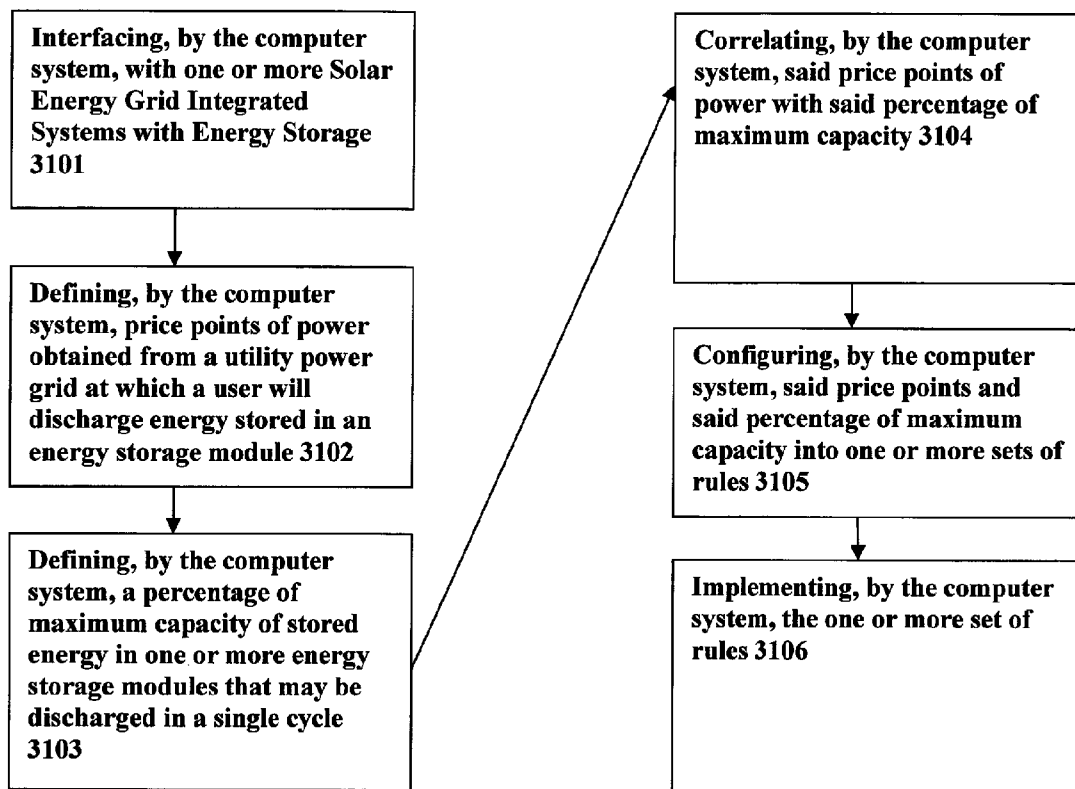 Interfacing, by the computer
system, with one or more Solar
Energy Grid Integrated
Systems with Energy Storage
3101
Defining, by the computer
system, price points of power
obtained from a utility power
grid at which a user will
discharge energy stored in an
energy storage module 3102
Defining, by the computer
system, a percentage of
maximum capacity of stored
energy in one or more energy
storage modules that may be
discharged in a single cycle
3103
Correlating, by the computer
system, said price points of
power with said percentage of
maximum capacity 3104
Configuring, by the computer
system, said price points and
said percentage of maximum
capacity into one or more sets of
rules 3105
Implementing, by the computer
system, the one or more set of
rules 3106